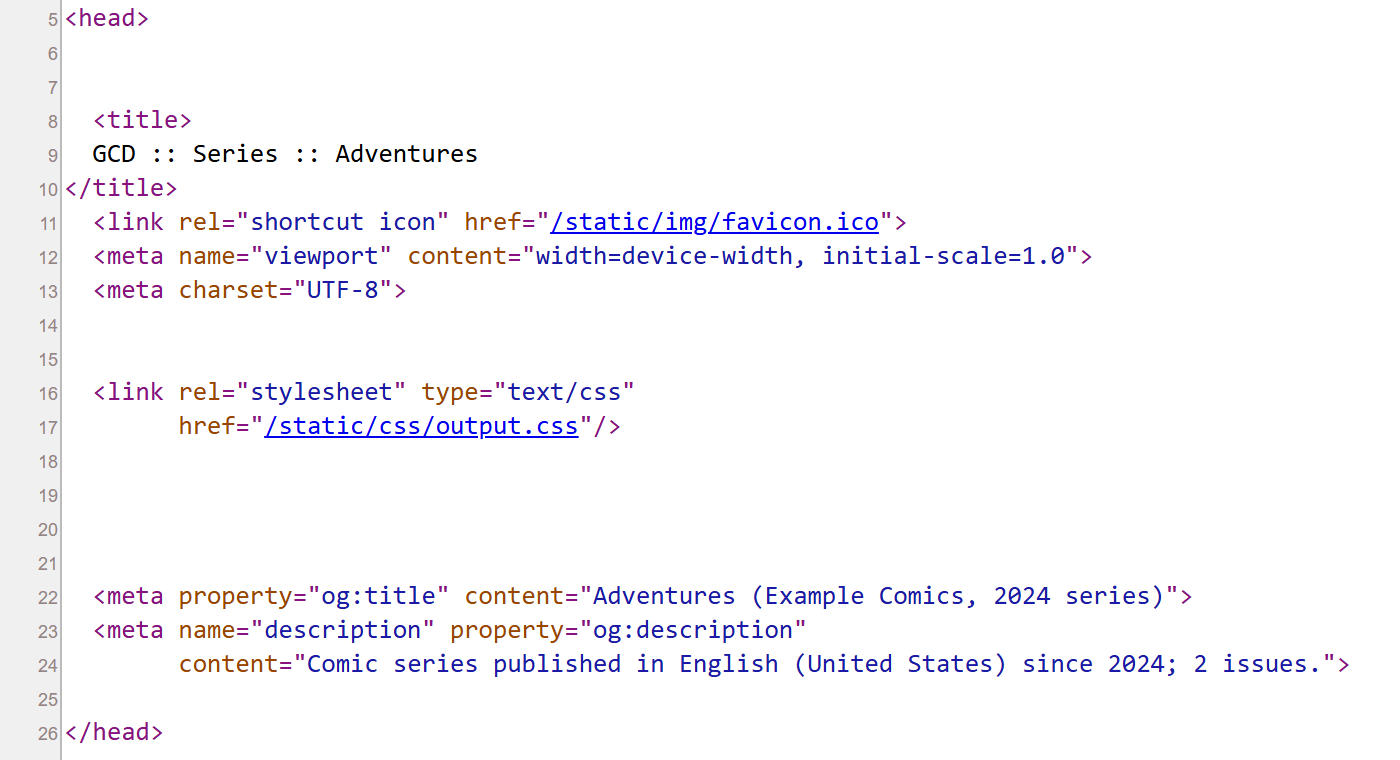 5 <head>
6
7
8   <title>
9   GCD :: Series :: Adventures
10 </title>
11   <link rel="shortcut icon" href="/static/img/favicon.ico">
12   <meta name="viewport" content="width=device-width, initial-scale=1.0">
13   <meta charset="UTF-8">
14
15
16   <link rel="stylesheet" type="text/css"
17         href="/static/css/output.css"/>
18
19
20
21
22   <meta property="og:title" content="Adventures (Example Comics, 2024 series)">
23   <meta name="description" property="og:description"
24         content="Comic series published in English (United States) since 2024; 2 issues.">
25
26 </head>